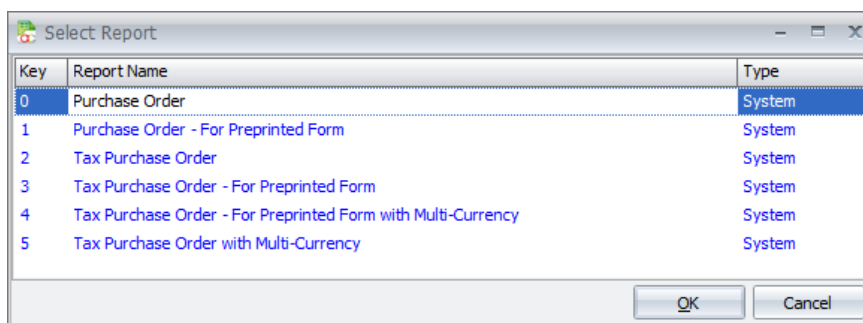 Select Report
Key Report Name Type
0 Purchase Order System
1 Purchase Order - For Preprinted Form System
2 Tax Purchase Order System
3 Tax Purchase Order - For Preprinted Form System
4 Tax Purchase Order - For Preprinted Form with Multi-Currency System
5 Tax Purchase Order with Multi-Currency System
OK Cancel